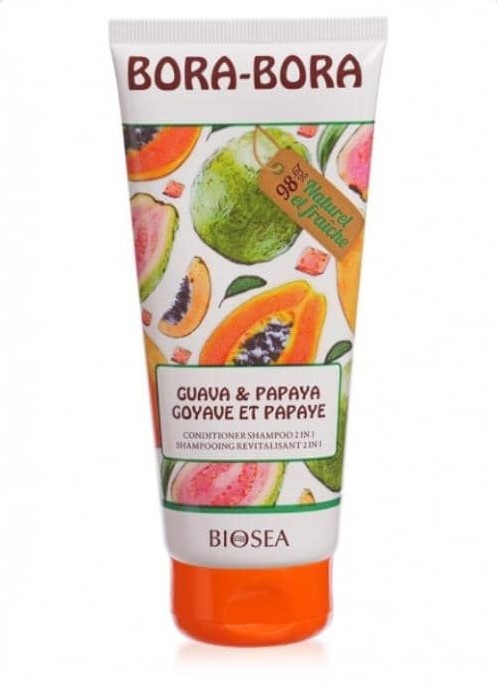 BORA-BORA
98,67%
Naturel
et fraîche
GUAVA & PAPAYA
GOYAVE ET PAPAYE
CONDITIONER SHAMPOO 2 IN 1
SHAMPOOING REVITALISANT 2 IN 1
BIOSEA